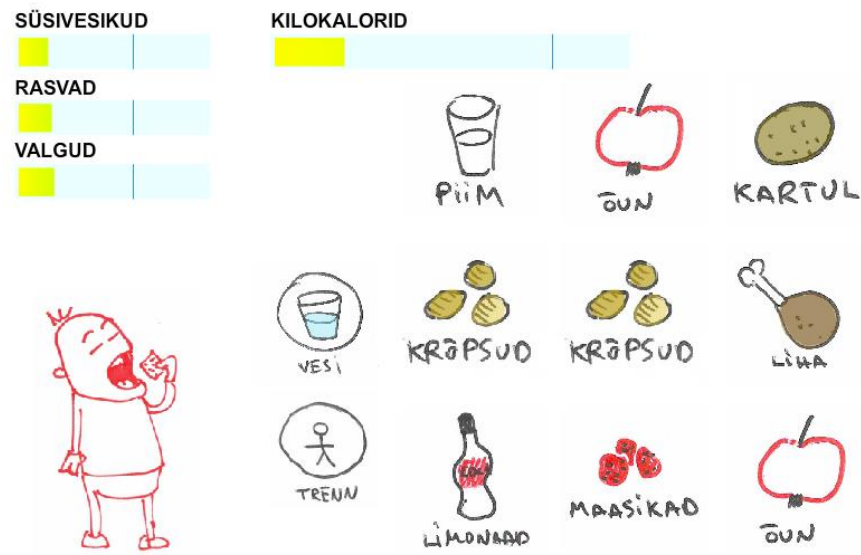 SÜSIVESIKUD
KILOKALORID
RASVAD
VALGUD
PiiM
ÕUN
KARTUL
VESi
KRÕPSUD
KRÕPSUD
LiHA
TRENN
LiMONAAD
MAASiKAD
ÕUN